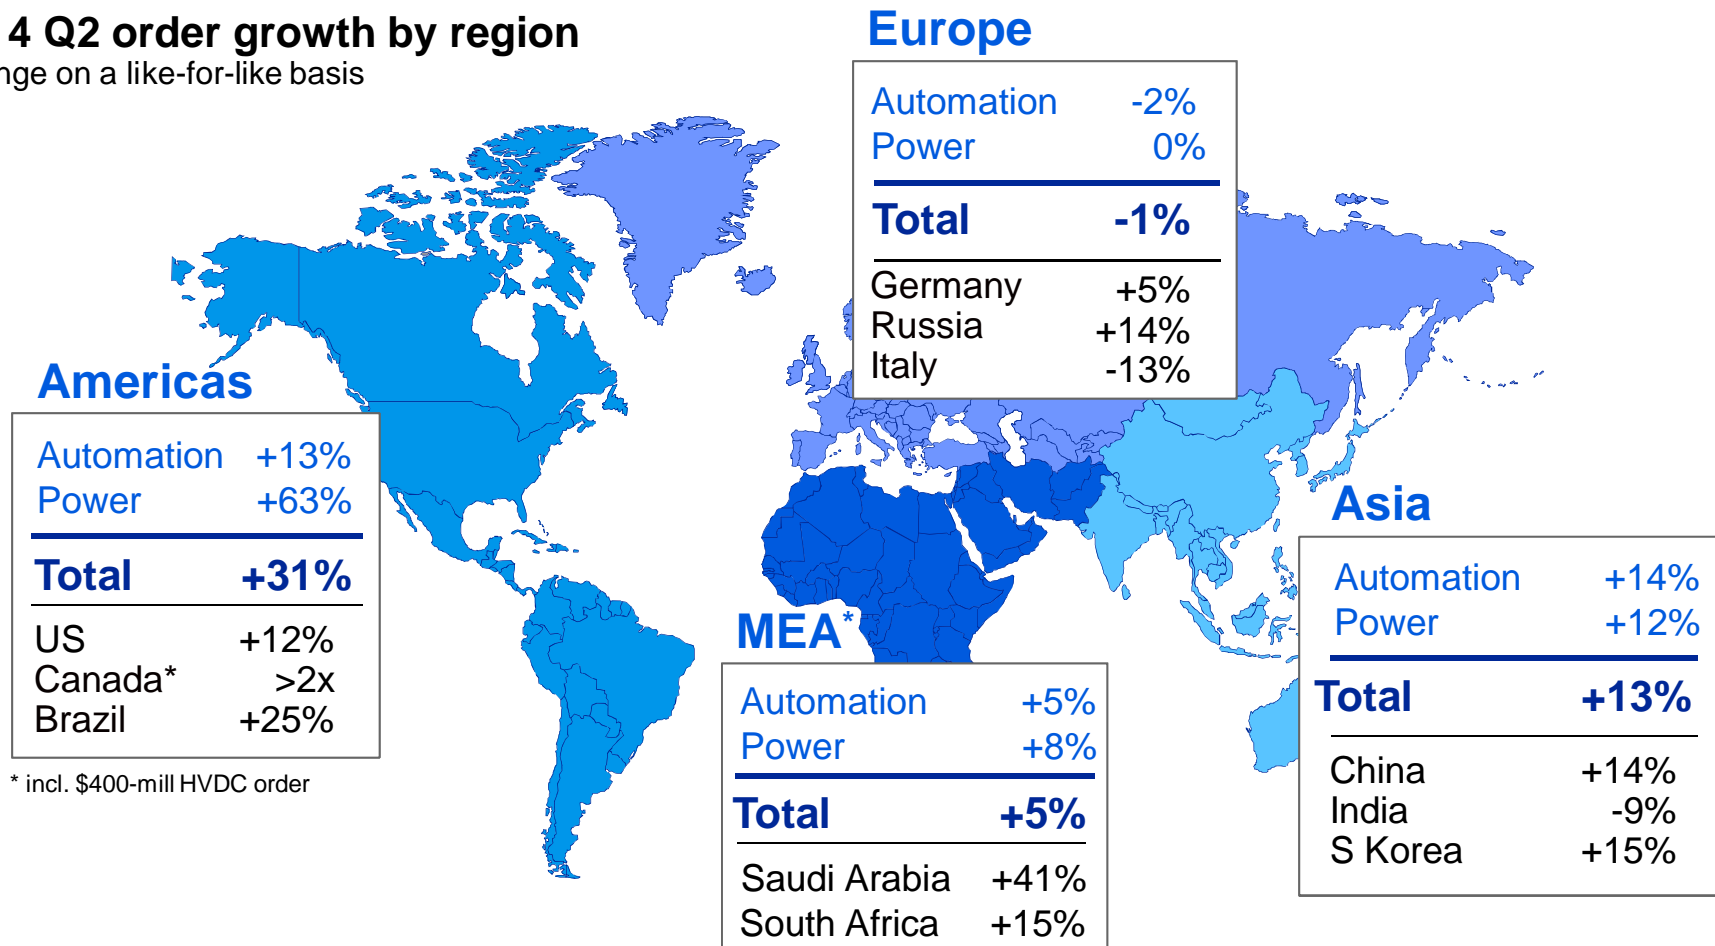 4 Q2 order growth by region
nge on a like-for-like basis
Europe
Automation -2%
Power 0%
Total -1%
Germany +5%
Russia +14%
Italy -13%
Americas
Automation +13%
Power +63%
Total +31%
US +12%
Canada* >2x
Brazil +25%
* incl. $400-mill HVDC order
MEA*
Automation +5%
Power +8%
Total +5%
Saudi Arabia +41%
South Africa +15%
Asia
Automation +14%
Power +12%
Total +13%
China +14%
India -9%
S Korea +15%